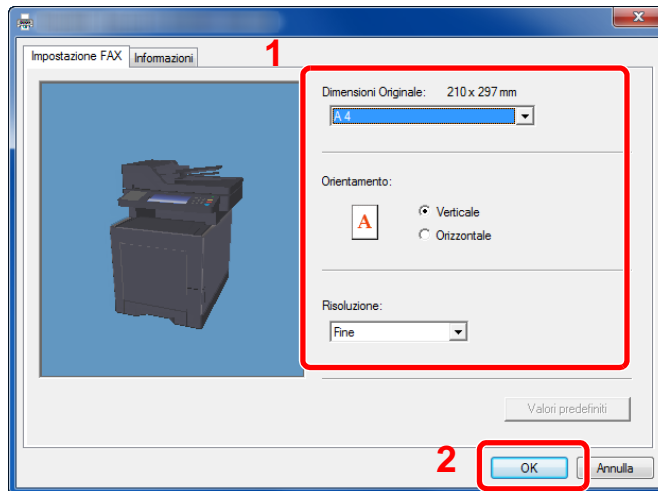 Impostazione FAX
Informazioni
1
Dimensioni Originale: 210 x 297 mm
A 4
Orientamento:
A
Verticale
Orizzontale
Risoluzione:
Fine
Valori predefiniti
2
OK
Annulla